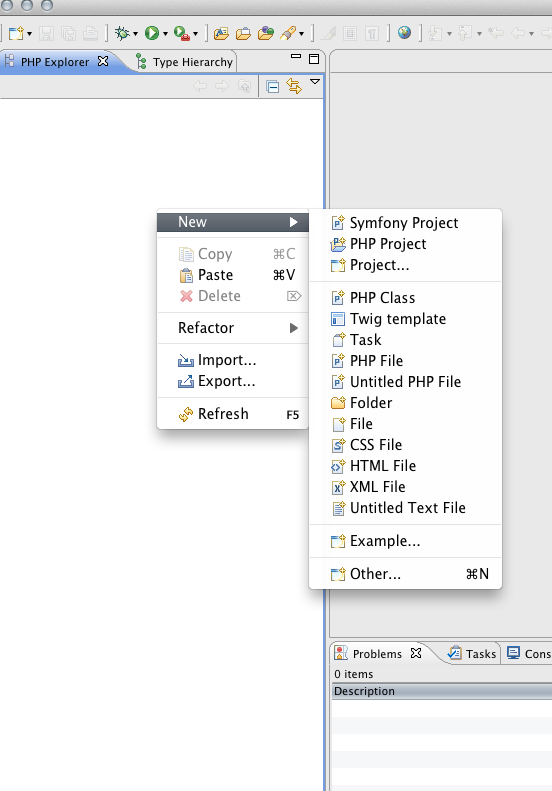 PHP Explorer
Type Hierarchy
New
Copy ⌘C
Paste ⌘V
Delete ⌦
Refactor
Import...
Export...
Refresh F5
Symfony Project
PHP Project
Project...
PHP Class
Twig template
Task
PHP File
Untitled PHP File
Folder
File
CSS File
HTML File
XML File
Untitled Text File
Example...
Other... ⌘N
Problems
Tasks
Cons
0 items
Description